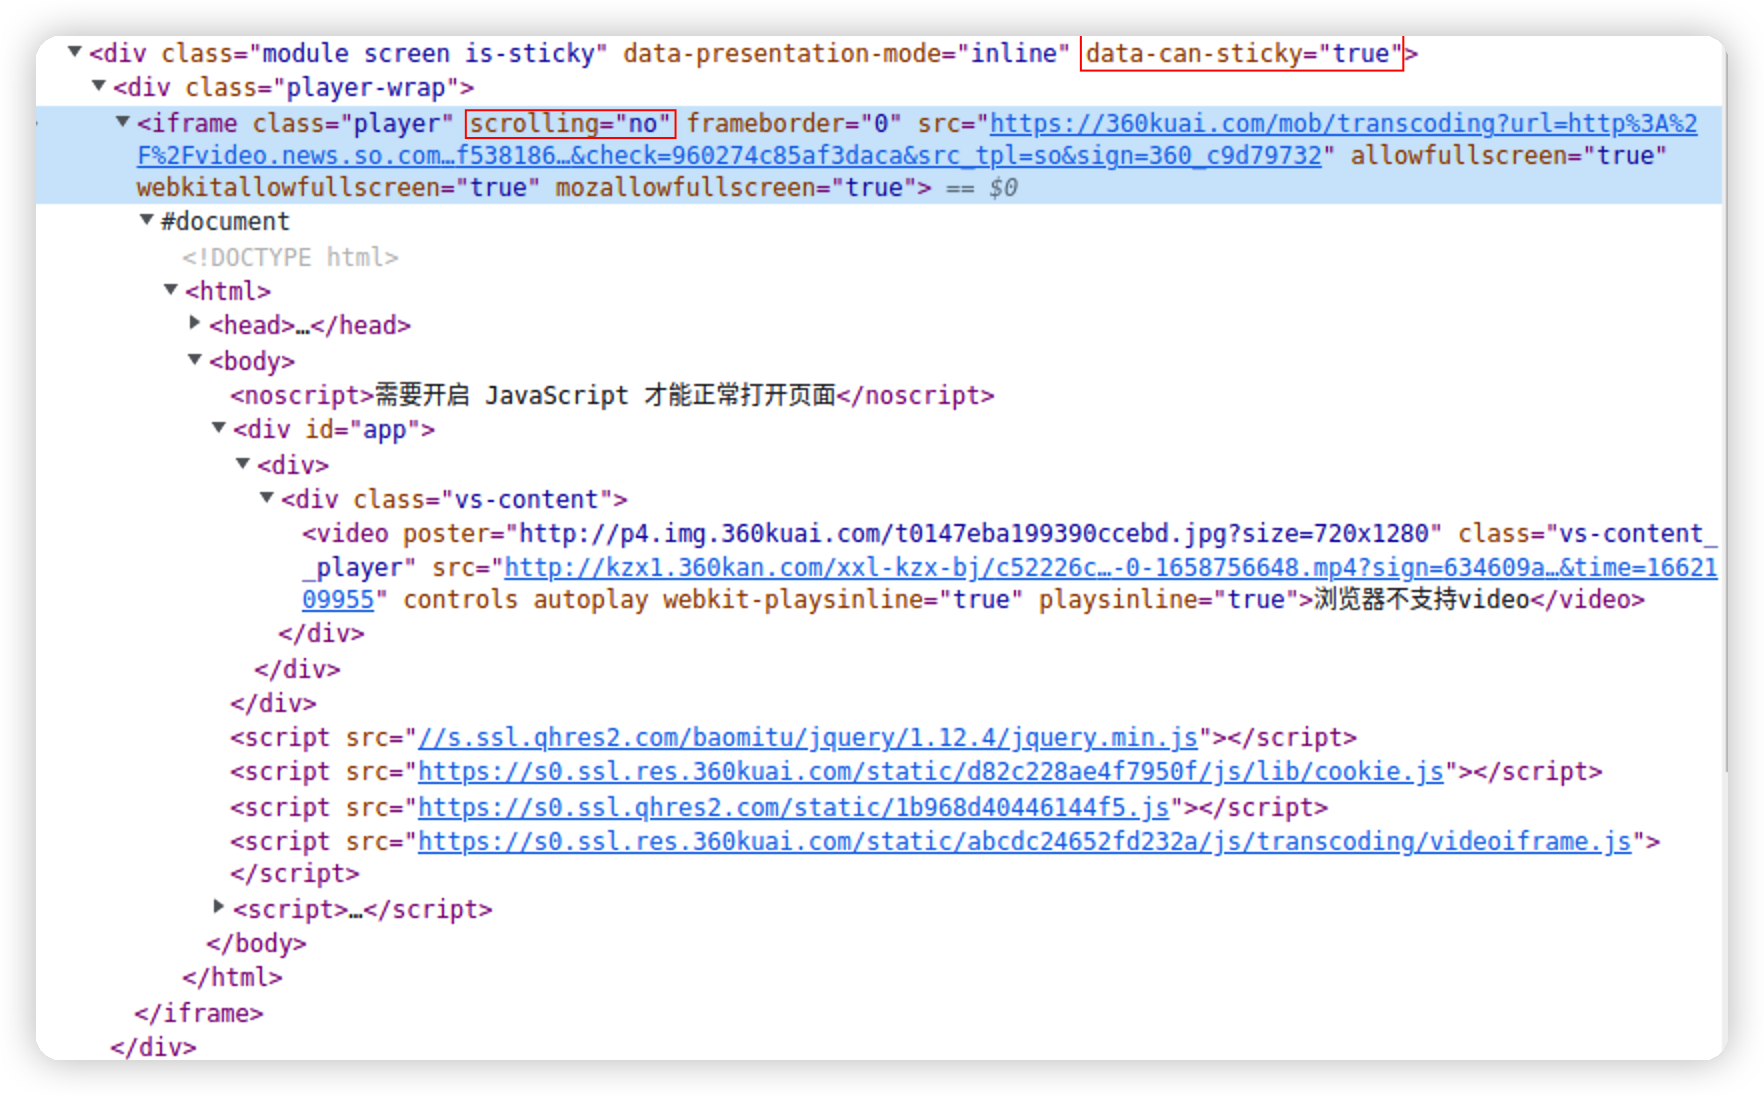 <div class="module screen is-sticky" data-presentation-mode="inline" data-can-sticky="true">
<div class="player-wrap">
<iframe class="player" scrolling="no" frameborder="0" src="https://360kuai.com/mob/transcoding?url=http%3A%2
F%2Fvideo.news.so.com…f538186…&check=960274c85af3daca&src_tpl=so&sign=360_c9d79732" allowfullscreen="true"
webkitallowfullscreen="true" mozallowfullscreen="true"> == $0
#document
<!DOCTYPE html>
<html>
<head>…</head>
<body>
<noscript>需要开启 JavaScript 才能正常打开页面</noscript>
<div id="app">
<div>
<div class="vs-content">
<video poster="http://p4.img.360kuai.com/t0147eba199390ccebd.jpg?size=720x1280" class="vs-content_
_player" src="http://kzx1.360kan.com/xxl-kzx-bj/c52226c…-0-1658756648.mp4?sign=634609a…&time=16621
09955" controls autoplay webkit-playsinline="true" playsinline="true">浏览器不支持video</video>
</div>
</div>
</div>
<script src="//s.ssl.qhres2.com/baomitu/jquery/1.12.4/jquery.min.js"></script>
<script src="https://s0.ssl.res.360kuai.com/static/d82c228ae4f7950f/js/lib/cookie.js"></script>
<script src="https://s0.ssl.qhres2.com/static/1b968d40446144f5.js"></script>
<script src="https://s0.ssl.res.360kuai.com/static/abcdc24652fd232a/js/transcoding/videoiframe.js">
</script>
<script>…</script>
</body>
</html>
</iframe>
</div>